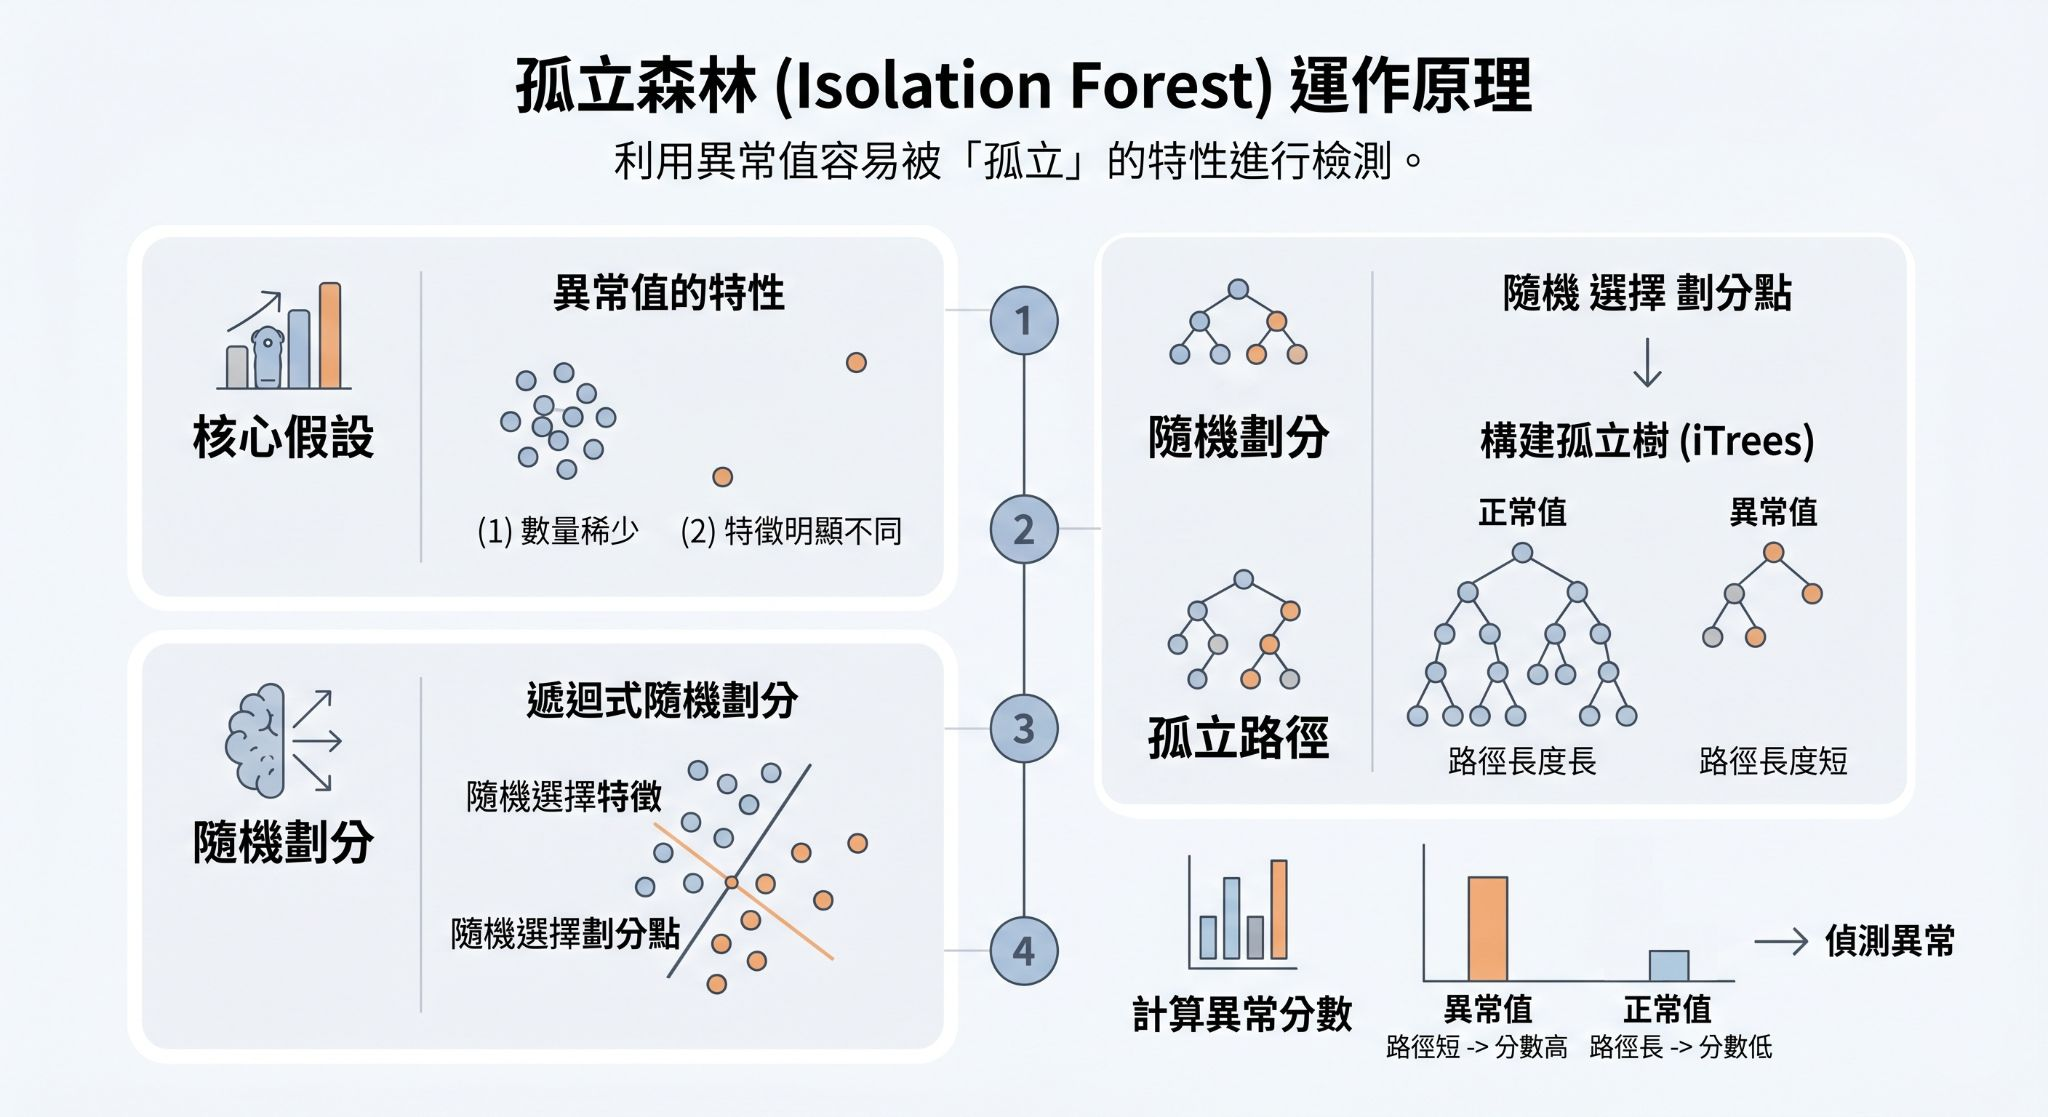 孤立森林 (Isolation Forest) 運作原理
利用異常值容易被「孤立」的特性進行檢測。
核心假設
異常值的特性
(1) 數量稀少
(2) 特徵明顯不同
1
2
3
4
隨機劃分
遞迴式隨機劃分
隨機選擇特徵
隨機選擇劃分點
隨機劃分
隨機 選擇 劃分點
構建孤立樹 (iTrees)
正常值
異常值
孤立路徑
路徑長度長
路徑長度短
計算異常分數
異常值
路徑短 -> 分數高
正常值
路徑長 -> 分數低
偵測異常